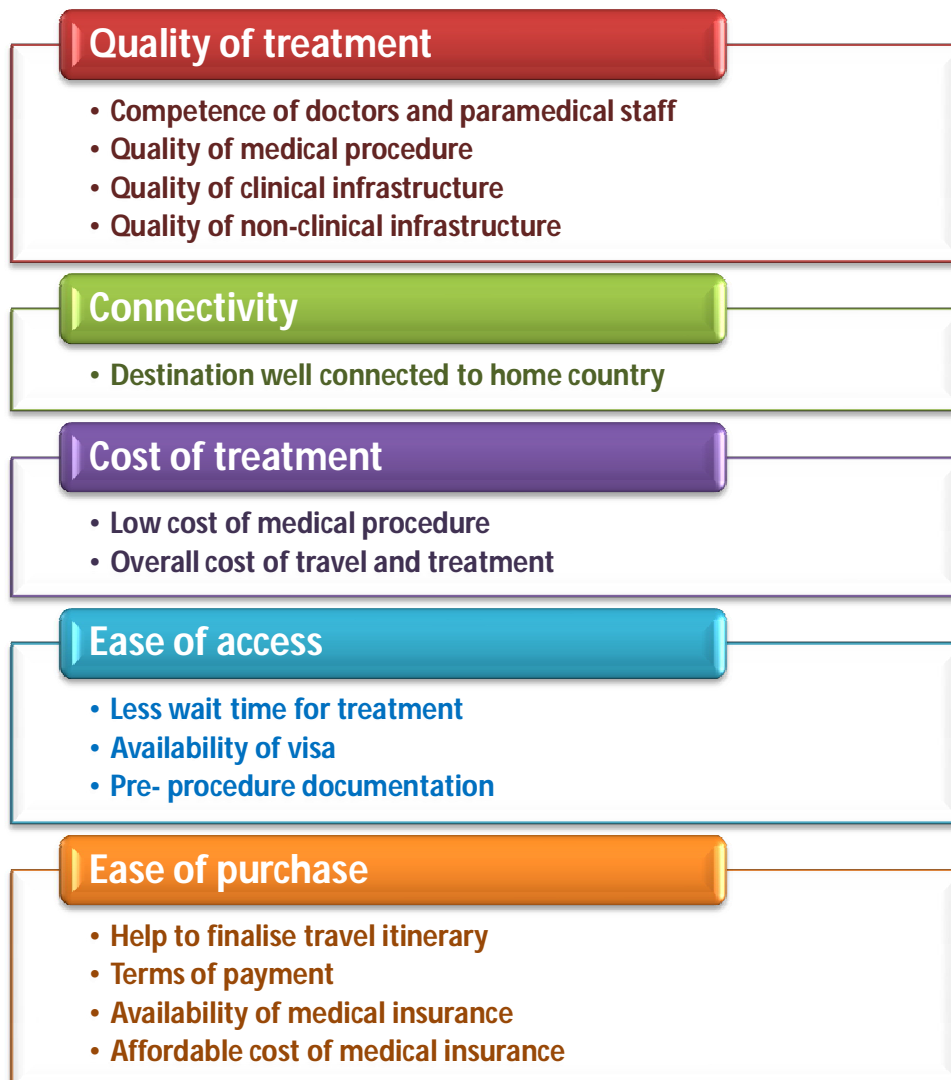 Quality of treatment
• Competence of doctors and paramedical staff
• Quality of medical procedure
• Quality of clinical infrastructure
• Quality of non-clinical infrastructure
Connectivity
• Destination well connected to home country
Cost of treatment
• Low cost of medical procedure
• Overall cost of travel and treatment
Ease of access
• Less wait time for treatment
• Availability of visa
• Pre- procedure documentation
Ease of purchase
• Help to finalise travel itinerary
• Terms of payment
• Availability of medical insurance
• Affordable cost of medical insurance